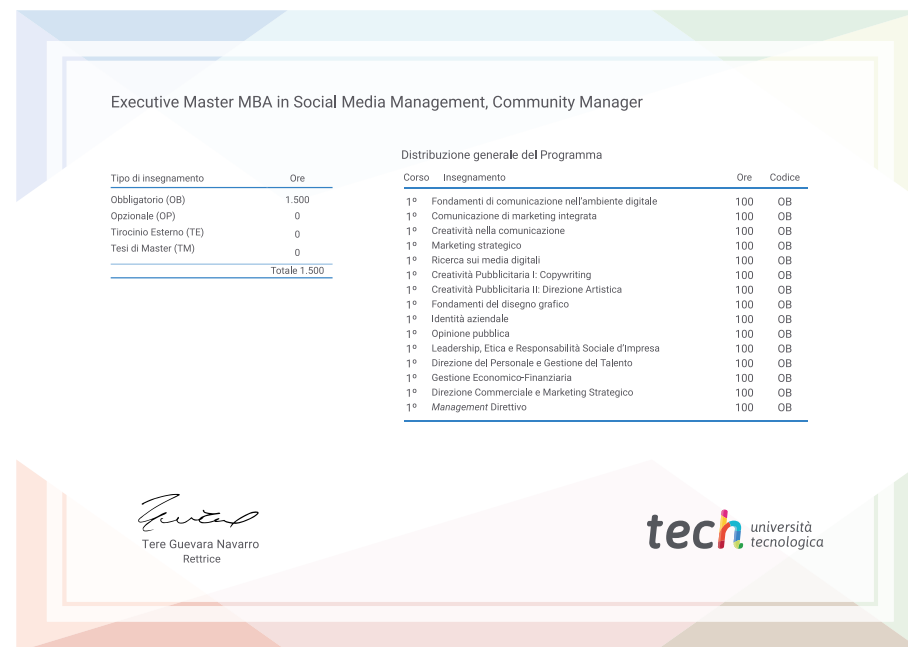 Executive Master MBA in Social Media Management, Community Manager
Tipo di insegnamento Ore
Obbligatorio (OB) 1.500
Opzionale (OP) 0
Tirocinio Esterno (TE) 0
Tesi di Master (TM) 0
Totale 1.500
Distribuzione generale del Programma
Corso Insegnamento Ore Codice
1º Fondamenti di comunicazione nell'ambiente digitale 100 OB
1º Comunicazione di marketing integrata 100 OB
1º Creatività nella comunicazione 100 OB
1º Marketing strategico 100 OB
1º Ricerca sui media digitali 100 OB
1º Creatività Pubblicitaria I: Copywriting 100 OB
1º Creatività Pubblicitaria II: Direzione Artistica 100 OB
1º Fondamenti del disegno grafico 100 OB
1º Identità aziendale 100 OB
1º Opinione pubblica 100 OB
1º Leadership, Etica e Responsabilità Sociale d'Impresa 100 OB
1º Direzione del Personale e Gestione del Talento 100 OB
1º Gestione Economico-Finanziaria 100 OB
1º Direzione Commerciale e Marketing Strategico 100 OB
1º Management Direttivo 100 OB
Tere Guevara Navarro
Rettrice
tech università
tecnologica